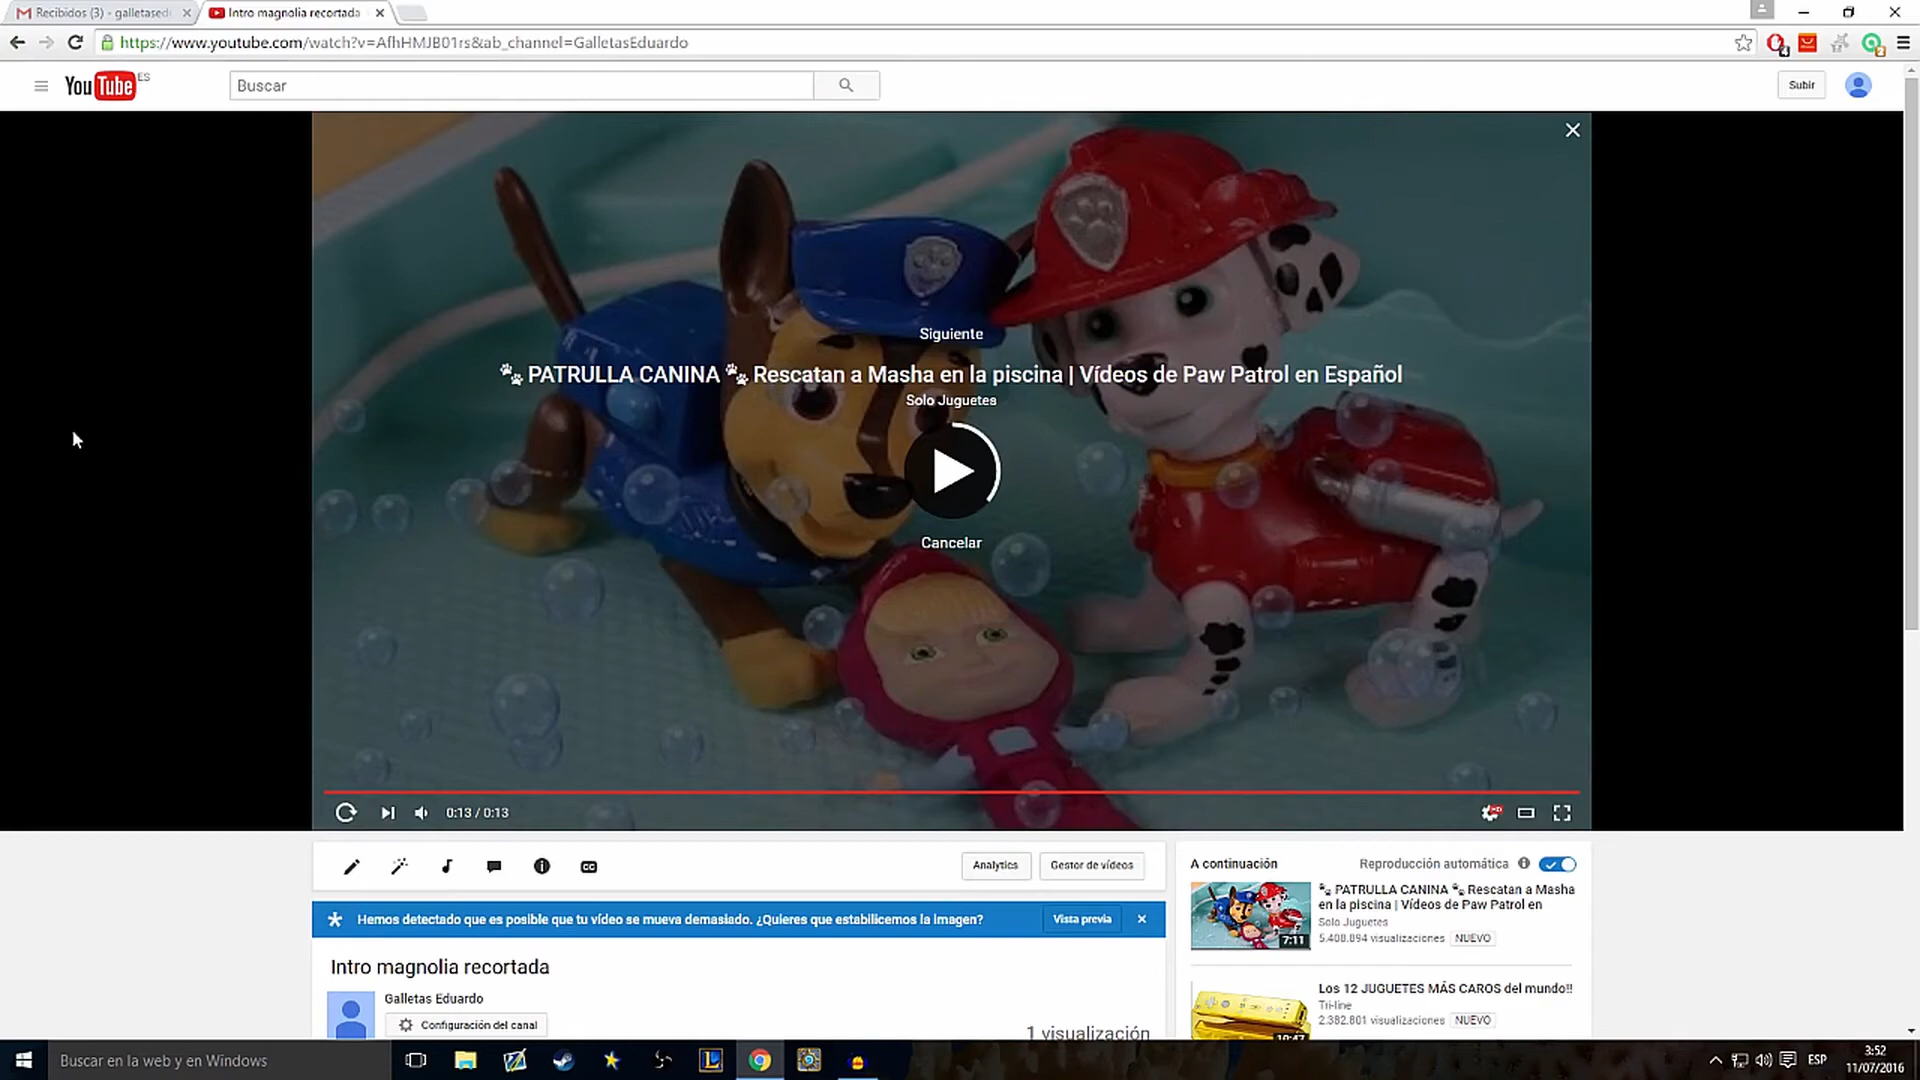 Recibidos (3) - galletased
Intro magnolia recortada
https://www.youtube.com/watch?v=AfhHMJB01rs&ab_channel=GalletasEduardo
YouTube ES
Buscar
Subir
Siguiente
🐾 PATRULLA CANINA 🐾 Rescatan a Masha en la piscina | Vídeos de Paw Patrol en Español
Solo Juguetes
Cancelar
0:13 / 0:13
HD
CC
Analytics
Gestor de vídeos
Hemos detectado que es posible que tu vídeo se mueva demasiado. ¿Quieres que estabilicemos la imagen?
Vista previa
Intro magnolia recortada
Galletas Eduardo
Configuración del canal
1 visualización
A continuación
Reproducción automática
🐾 PATRULLA CANINA 🐾 Rescatan a Masha
en la piscina | Vídeos de Paw Patrol en
Solo Juguetes
5.408.894 visualizaciones NUEVO
7:11
Los 12 JUGUETES MÁS CAROS del mundo!!
Tri-line
2.382.801 visualizaciones NUEVO
10:47
Buscar en la web y en Windows
ESP
3:52
11/07/2016